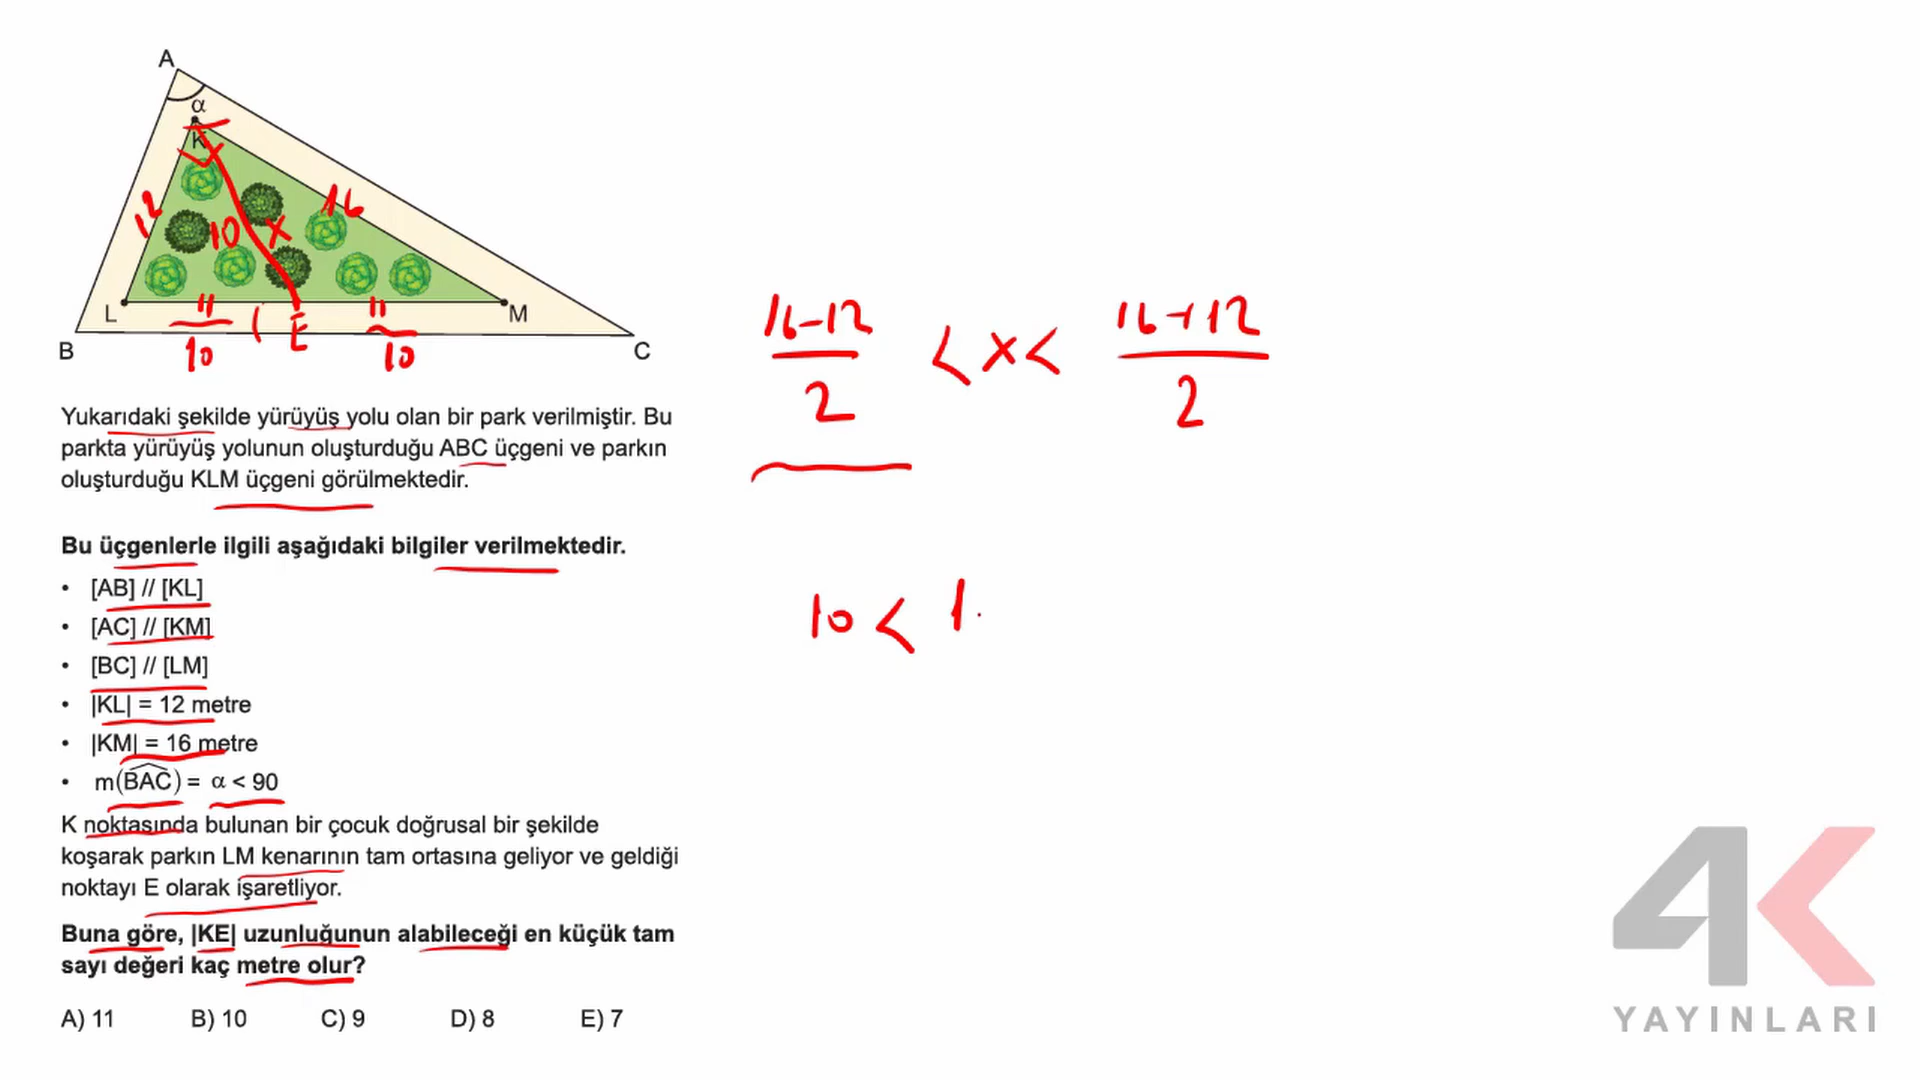 A
α
K
12
16
10
x
L
11
E
11
M
10
10
B
C
16-12
2
< x <
16+12
2
10 < 1
Yukarıdaki şekilde yürüyüş yolu olan bir park verilmiştir. Bu
parkta yürüyüş yolunun oluşturduğu ABC üçgeni ve parkın
oluşturduğu KLM üçgeni görülmektedir.
Bu üçgenlerle ilgili aşağıdaki bilgiler verilmektedir.
• [AB] // [KL]
• [AC] // [KM]
• [BC] // [LM]
• |KL| = 12 metre
• |KM| = 16 metre
• m(BAC) = α < 90
K noktasında bulunan bir çocuk doğrusal bir şekilde
koşarak parkın LM kenarının tam ortasına geliyor ve geldiği
noktayı E olarak işaretliyor.
Buna göre, |KE| uzunluğunun alabileceği en küçük tam
sayı değeri kaç metre olur?
A) 11 B) 10 C) 9 D) 8 E) 7
4K
YAYINLARI